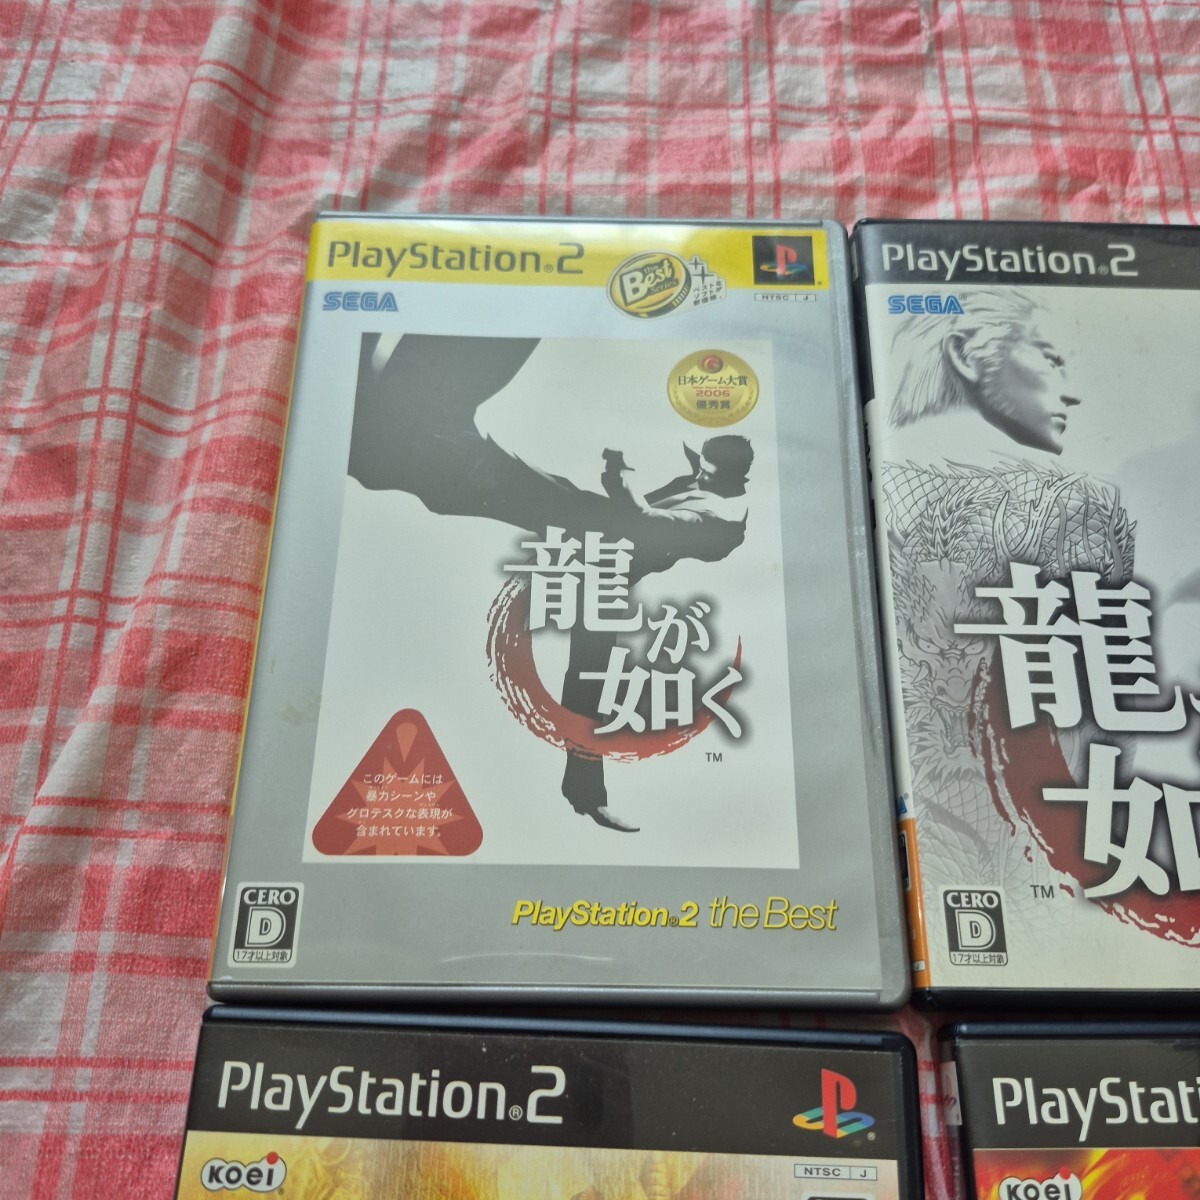 PlayStation®2
the Best Series
NTSC J
SEGA
日本ゲーム大賞
2006
優秀賞
龍が
如く
TM
このゲームには
暴力シーンや
グロテスクな表現が
含まれています。
CERO
D
17才以上対象
PlayStation®2 the Best
PlayStation®2
SEGA®
龍
如
TM
CERO
D
17才以上対象
PlayStation®2
NTSC J
KOEI
PlayStati
KOEI